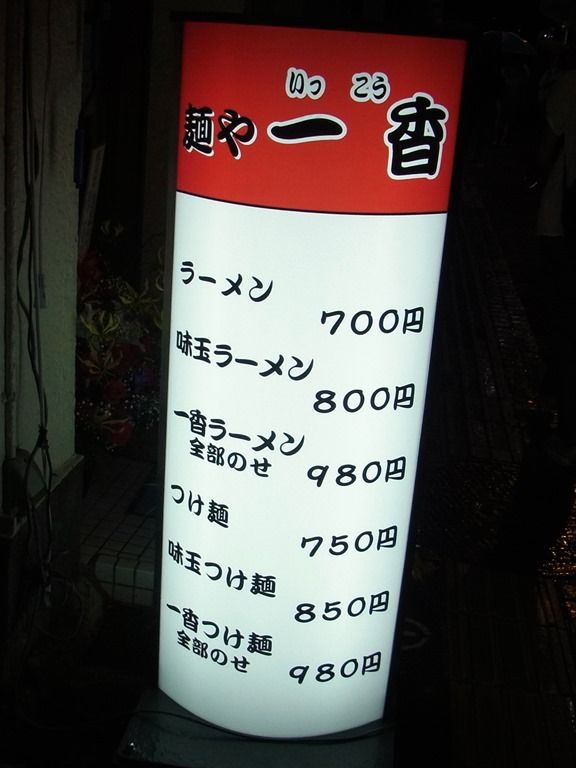 いっこう
麺や一杳
ラーメン
700円
味玉ラーメン
800円
一杳ラーメン
全部のせ
980円
つけ麺
750円
味玉つけ麺
850円
一杳つけ麺
全部のせ
980円